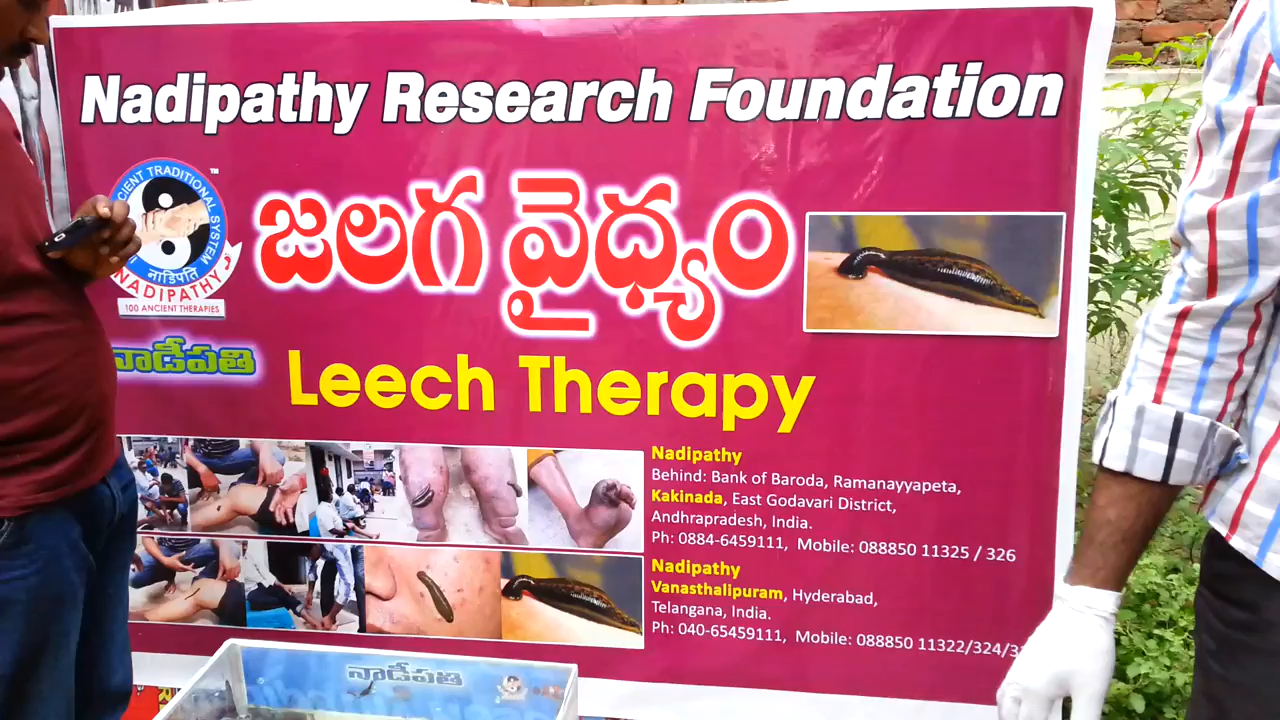 Nadipathy Research Foundation
CIENT TRADITIONAL SYSTEM
TM
नाड़िपति
NADIPATHY
100 ANCIENT THERAPIES
నాడీపతి
జలగ వైద్యం
Leech Therapy
Nadipathy
Behind: Bank of Baroda, Ramanayyapeta,
Kakinada, East Godavari District,
Andhrapradesh, India.
Ph: 0884-6459111, Mobile: 088850 11325 / 326
Nadipathy
Vanasthalipuram, Hyderabad,
Telangana, India.
Ph: 040-65459111, Mobile: 088850 11322/324/3
నాడీపతి